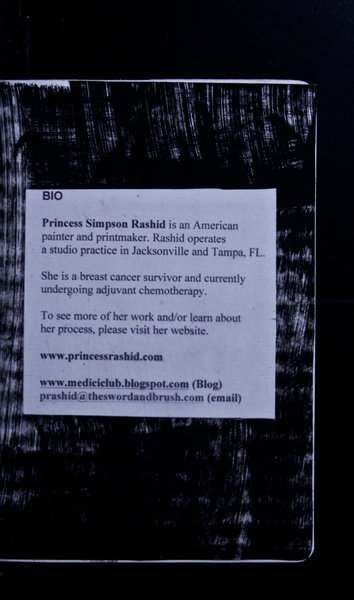 BIO
Princess Simpson Rashid is an American
painter and printmaker. Rashid operates
a studio practice in Jacksonville and Tampa, FL.
She is a breast cancer survivor and currently
undergoing adjuvant chemotherapy.
To see more of her work and/or learn about
her process, please visit her website.
www.princessrashid.com
www.mediciclub.blogspot.com (Blog)
prashid@theswordandbrush.com (email)